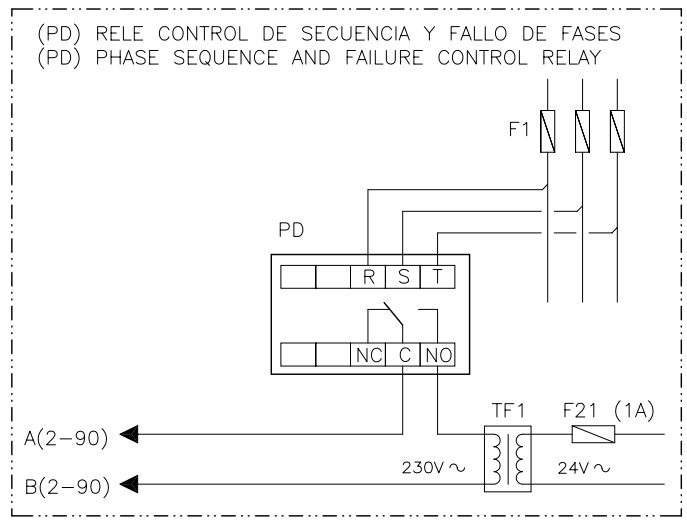 (PD) RELE CONTROL DE SECUENCIA Y FALLO DE FASES
(PD) PHASE SEQUENCE AND FAILURE CONTROL RELAY
F1
PD
R S T
NC C NO
TF1 F21 (1A)
A(2-90)
230V~ 24V~
B(2-90)